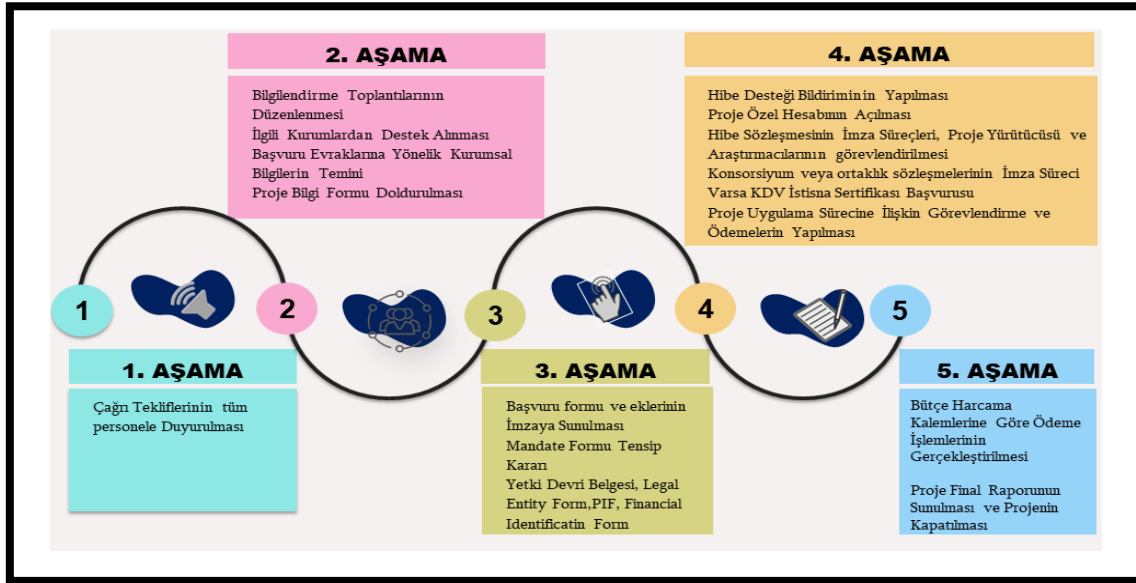 1
1. AŞAMA
Çağrı Tekliflerinin tüm
personele Duyurulması
2
2. AŞAMA
Bilgilendirme Toplantılarının
Düzenlenmesi
İlgili Kurumlardan Destek Alınması
Başvuru Evraklarına Yönelik Kurumsal
Bilgilerin Temini
Proje Bilgi Formu Doldurulması
3
3. AŞAMA
Başvuru formu ve eklerinin
İmzaya Sunulması
Mandate Formu Tensip
Kararı
Yetki Devri Belgesi, Legal
Entity Form,PIF, Financial
Identificatin Form
4
4. AŞAMA
Hibe Desteği Bildiriminin Yapılması
Proje Özel Hesabının Açılması
Hibe Sözleşmesinin İmza Süreçleri, Proje Yürütücüsü ve
Araştırmacılarının görevlendirilmesi
Konsorsiyum veya ortaklık sözleşmelerinin İmza Süreci
Varsa KDV İstisna Sertifikası Başvurusu
Proje Uygulama Sürecine İlişkin Görevlendirme ve
Ödemelerin Yapılması
5
5. AŞAMA
Bütçe Harcama
Kalemlerine Göre Ödeme
İşlemlerinin
Gerçekleştirilmesi
Proje Final Raporunun
Sunulması ve Projenin
Kapatılması